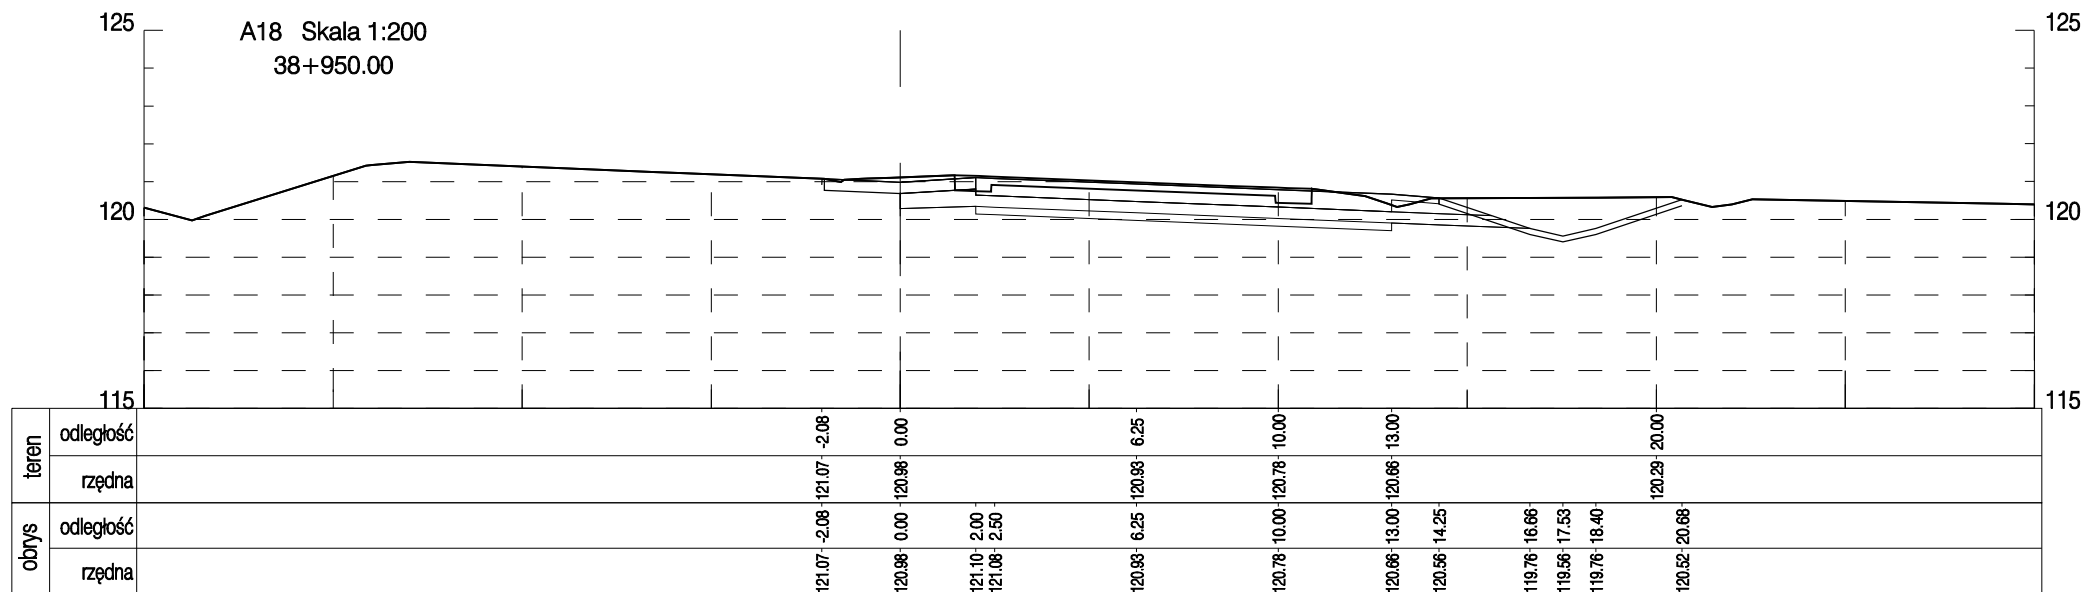 125
A18 Skala 1:200
125
38+950.00
120
120
115
115
teren
odległość -2.08 0.00 6.25 10.00 13.00 20.00
rzędna 121.07 120.98 120.93 120.78 120.66 120.29
obrys
odległość -2.08 0.00 2.00 2.50 6.25 10.00 13.00 14.25 16.66 17.53 18.40 20.68
rzędna 121.07 120.98 121.10 121.08 120.93 120.78 120.66 120.56 119.76 119.56 119.76 120.52